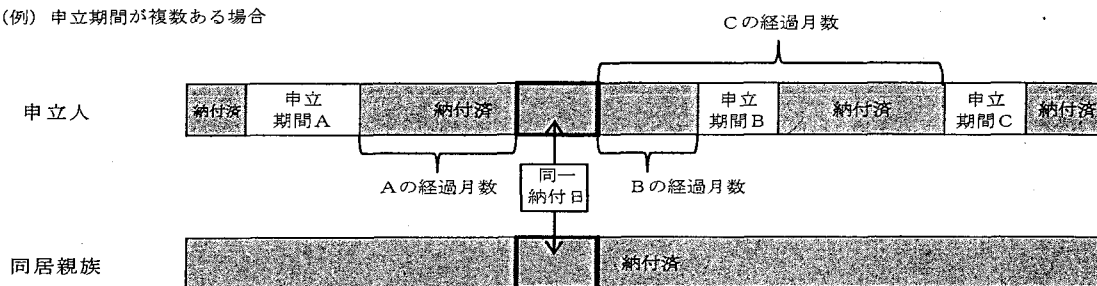 (例) 申立期間が複数ある場合
Cの経過月数
申立人
納付済
申立
期間A
納付済
申立
期間B
納付済
申立
期間C
納付済
Aの経過月数
同一
納付日
Bの経過月数
同居親族
納付済